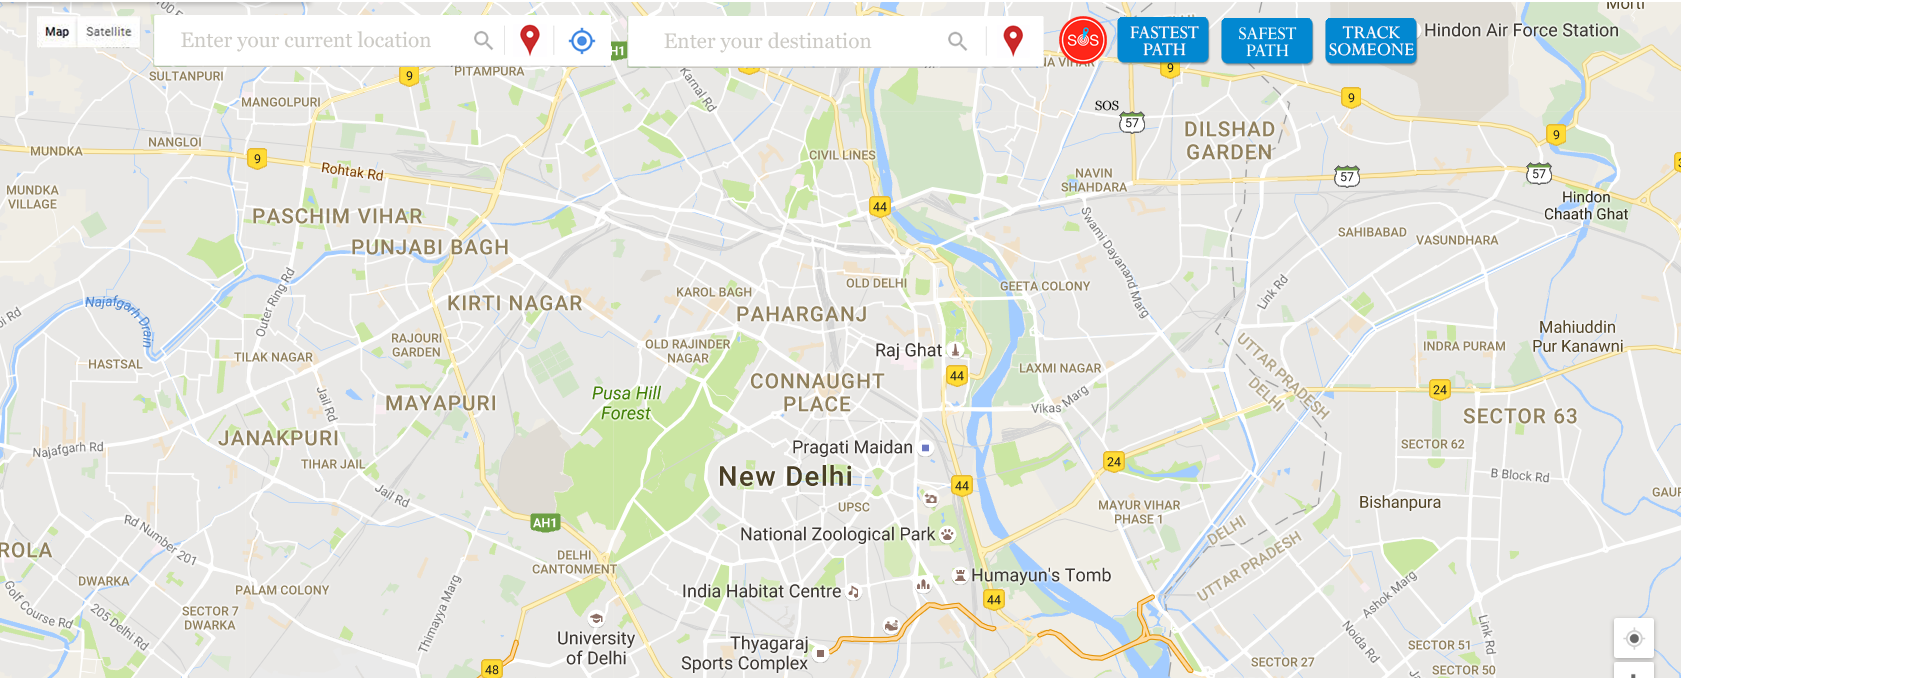 Morti
Map
Satellite
Enter your current location
Enter your destination
SOS
FASTEST
PATH
SAFEST
PATH
TRACK
SOMEONE
Hindon Air Force Station
H1
SULTANPURI
9
PITAMPURA
Karnal Rd
9
9
MANGOLPURI
SOS
57
DILSHAD
GARDEN
9
NANGLOI
MUNDKA
9
Rohtak Rd
CIVIL LINES
NAVIN
SHAHDARA
57
57
MUNDKA
VILLAGE
PASCHIM VIHAR
44
Hindon
Chaath Ghat
PUNJABI BAGH
Swami Dayanand Marg
SAHIBABAD
VASUNDHARA
Outer Ring Rd
OLD DELHI
GEETA COLONY
KAROL BAGH
Link Rd
Najafgarh Drain
KIRTI NAGAR
PAHARGANJ
Mahiuddin
Pur Kanawni
RAJOURI
GARDEN
OLD RAJINDER
NAGAR
Raj Ghat
INDRA PURAM
HASTSAL
TILAK NAGAR
LAXMI NAGAR
UTTAR PRADESH
DELHI
44
CONNAUGHT
PLACE
24
Pusa Hill
Forest
Jail Rd
MAYAPURI
Vikas Marg
SECTOR 63
JANAKPURI
Najafgarh Rd
Pragati Maidan
SECTOR 62
TIHAR JAIL
24
New Delhi
B Block Rd
Jail Rd
44
UPSC
MAYUR VIHAR
PHASE 1
Bishanpura
AH1
Rd Number 201
National Zoological Park
DELHI
UTTAR PRADESH
ROLA
DELHI
CANTONMENT
Humayun's Tomb
DWARKA
PALAM COLONY
India Habitat Centre
44
Ashok Marg
Golf Course Rd
205 Delhi Rd
SECTOR 7
DWARKA
Thimayya Marg
University
of Delhi
Thyagaraj
Sports Complex
Noida Rd
Link Rd
SECTOR 51
48
SECTOR 27
SECTOR 50